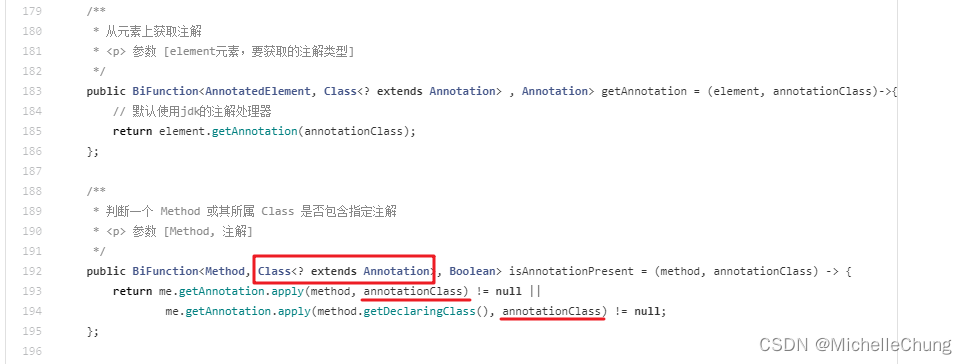 179 /**
180 * 从元素上获取注解
181 * <p> 参数 [element元素，要获取的注解类型]
182 */
183 public BiFunction<AnnotatedElement, Class<? extends Annotation> , Annotation> getAnnotation = (element, annotationClass)->{
184 // 默认使用jdk的注解处理器
185 return element.getAnnotation(annotationClass);
186 };
187
188 /**
189 * 判断一个 Method 或其所属 Class 是否包含指定注解
190 * <p> 参数 [Method, 注解]
191 */
192 public BiFunction<Method, Class<? extends Annotation>, Boolean> isAnnotationPresent = (method, annotationClass) -> {
193 return me.getAnnotation.apply(method, annotationClass) != null ||
194 me.getAnnotation.apply(method.getDeclaringClass(), annotationClass) != null;
195 };
196
CSDN @MichelleChung